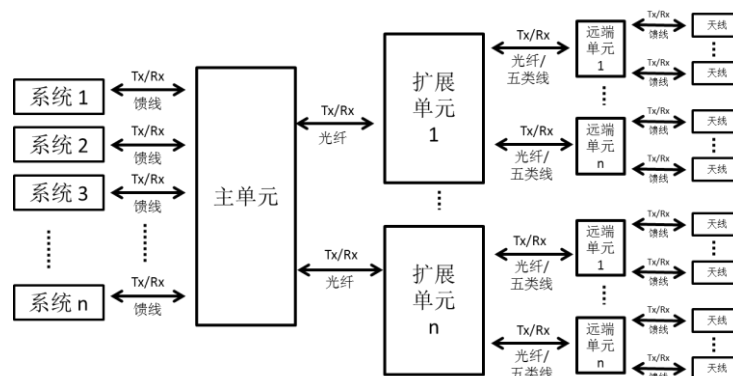 系统 1
Tx/Rx
馈线
系统 2
Tx/Rx
馈线
系统 3
Tx/Rx
馈线
系统 n
Tx/Rx
馈线
主单元
Tx/Rx
光纤
Tx/Rx
光纤
扩展
单元
1
扩展
单元
n
Tx/Rx
光纤/
五类线
Tx/Rx
光纤/
五类线
Tx/Rx
光纤/
五类线
Tx/Rx
光纤/
五类线
远端
单元
1
远端
单元
n
远端
单元
1
远端
单元
n
Tx/Rx
馈线
天线
Tx/Rx
馈线
天线
Tx/Rx
馈线
天线
Tx/Rx
馈线
天线
Tx/Rx
馈线
天线
Tx/Rx
馈线
天线
Tx/Rx
馈线
天线
Tx/Rx
馈线
天线